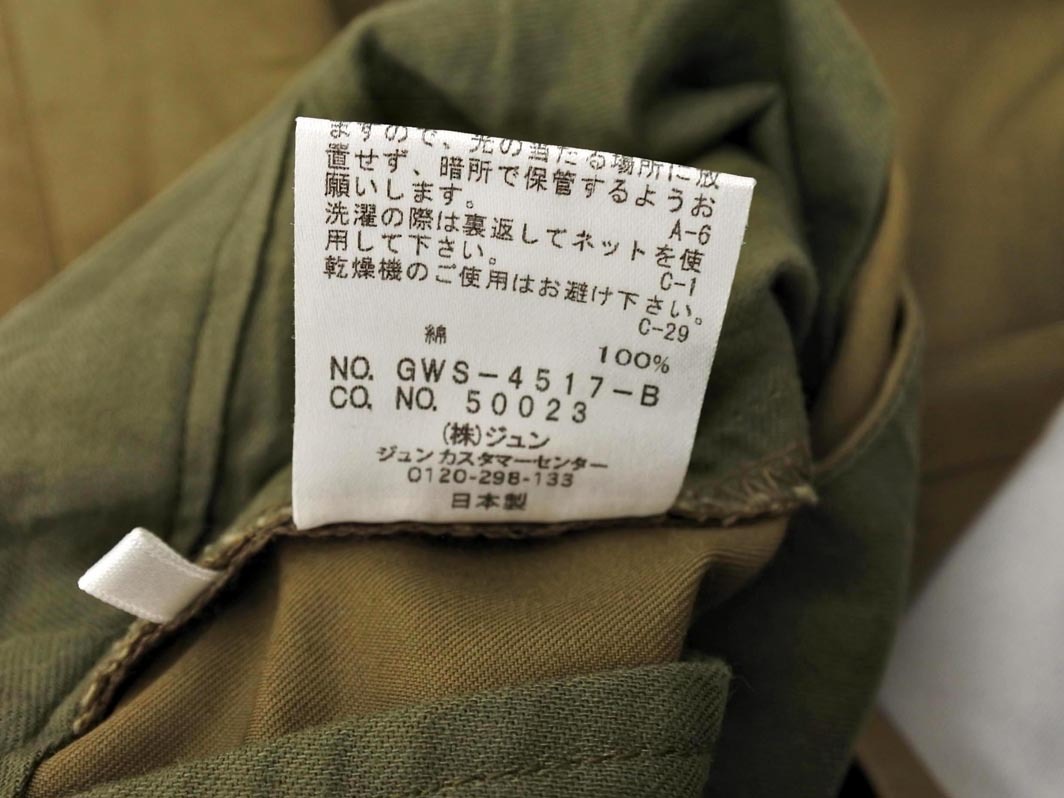 ますので、光の当たる場所に放
置せず、暗所で保管するようお
願いします。
A-6
洗濯の際は裏返してネットを使
用して下さい。
C-1
乾燥機のご使用はお避け下さい。
C-29
綿 100%
NO. GWS-4517-B
CO. NO. 50023
(株)ジュン
ジュン カスタマーセンター
0120-298-133
日本製